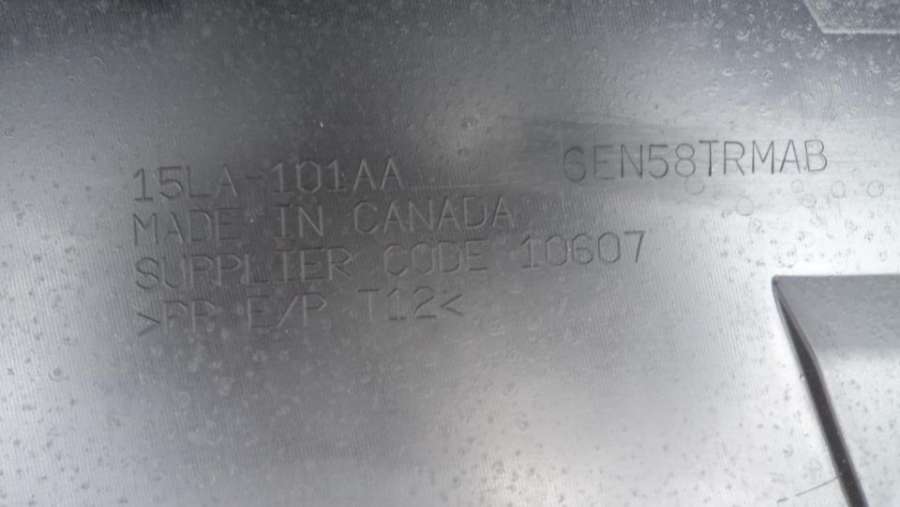 15LA-101AA
6EN58TRMAB
MADE IN CANADA
SUPPLIER CODE 10607
>PP E/P T12<